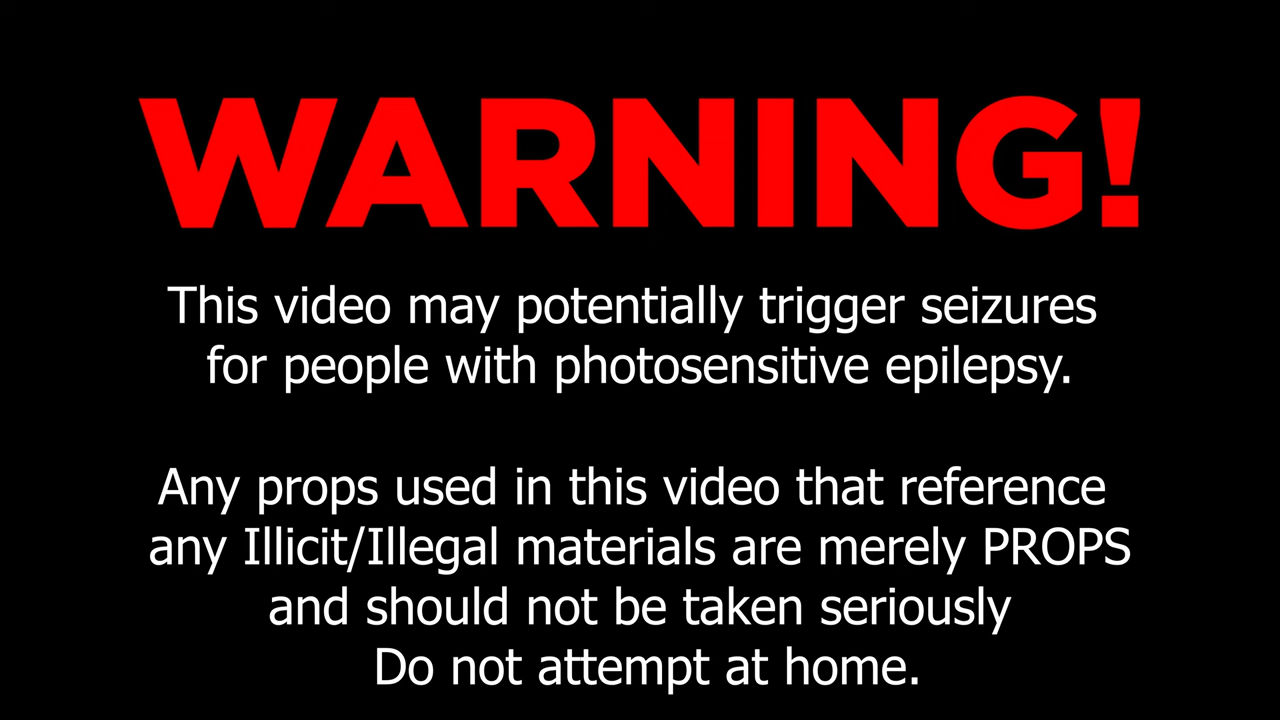 WARNING!
This video may potentially trigger seizures
for people with photosensitive epilepsy.
Any props used in this video that reference
any Illicit/Illegal materials are merely PROPS
and should not be taken seriously
Do not attempt at home.